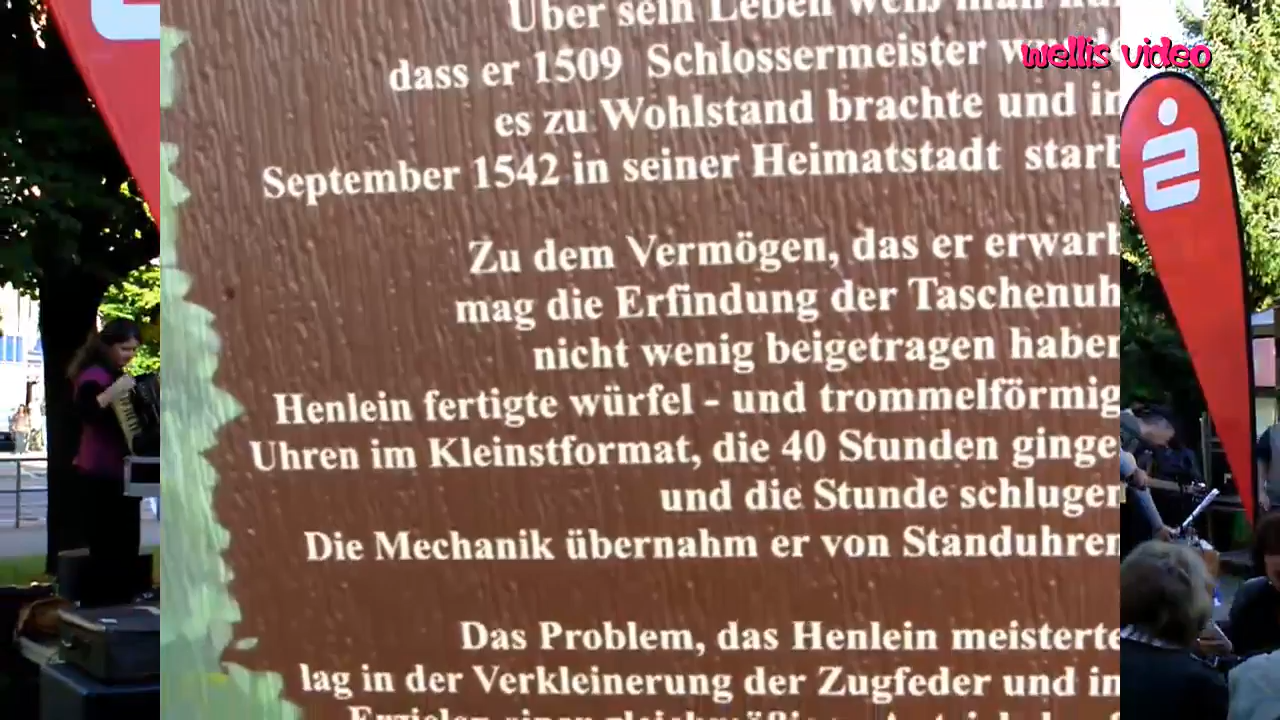 Über sein Leben weiß man nur
dass er 1509 Schlossermeister wurde
wellis video
es zu Wohlstand brachte und
September 1542 in seiner Heimatstadt starb
Zu dem Vermögen, das er erwarb
mag die Erfindung der Taschenuh
nicht wenig beigetragen haben
Henlein fertigte würfel - und trommelförmig
Uhren im Kleinstformat, die 40 Stunden ginge
und die Stunde schlugen
Die Mechanik übernahm er von Standuhren
Das Problem, das Henlein meisterte
lag in der Verkleinerung der Zugfeder und